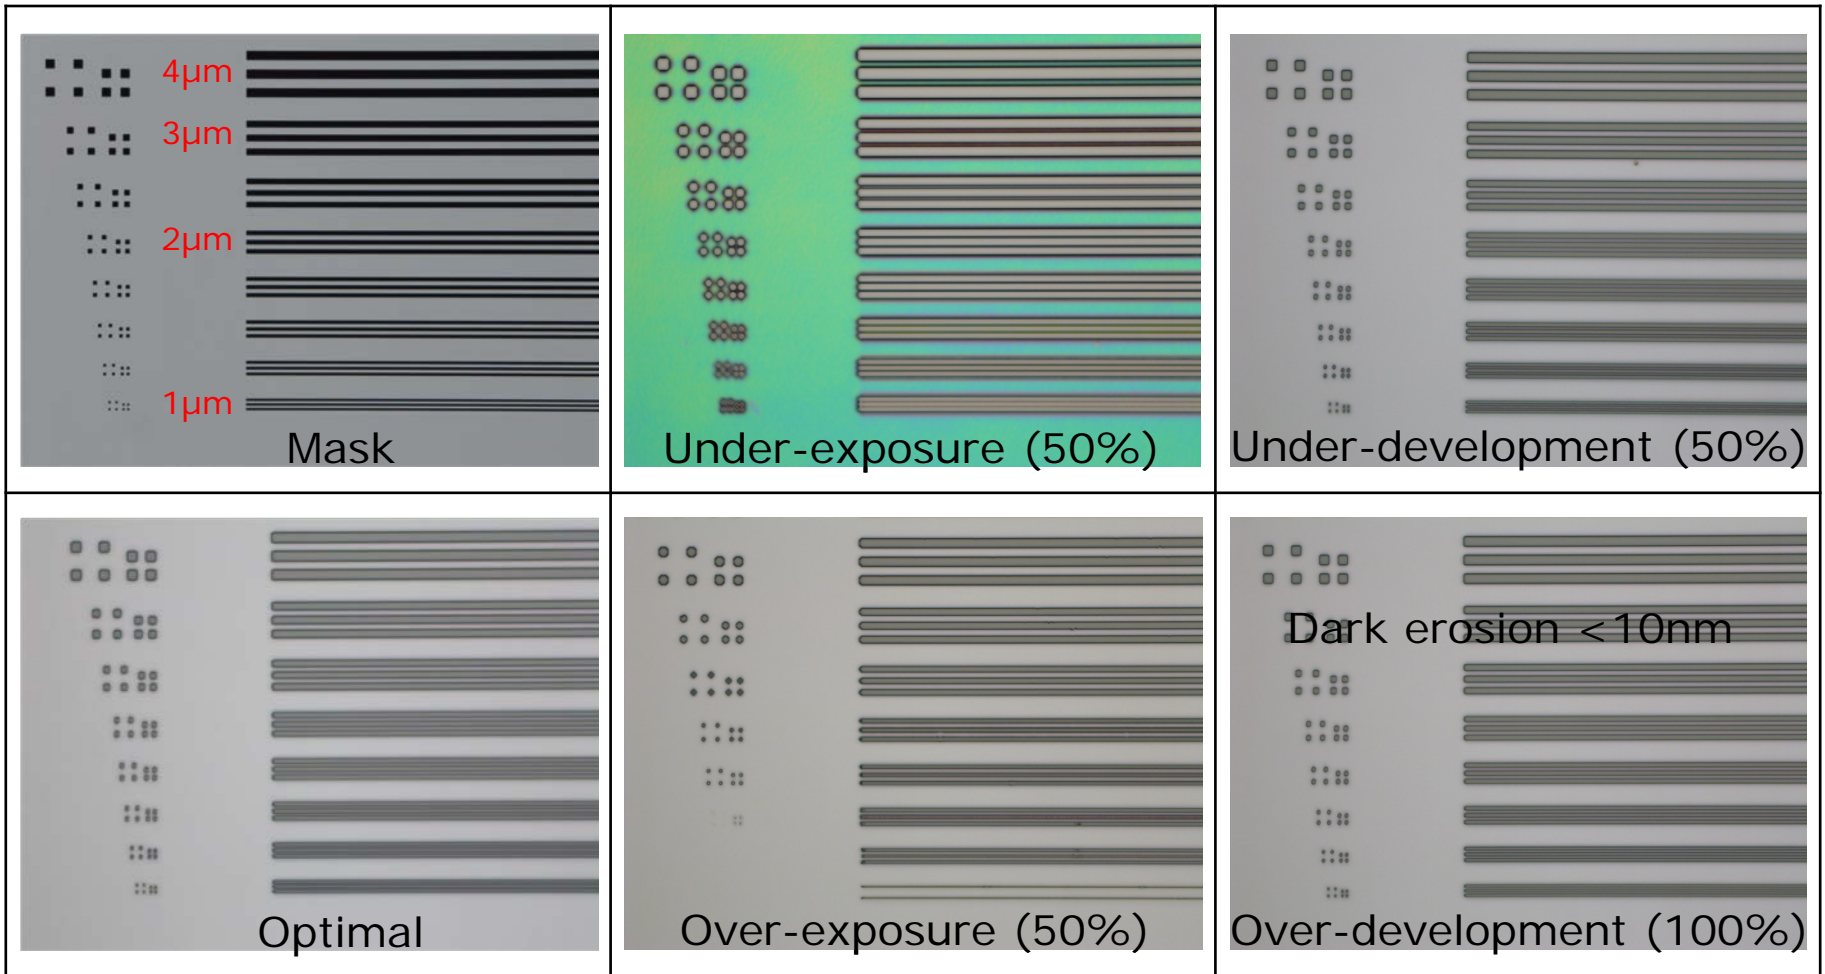 4µm
3µm
2µm
1µm
Mask
Under-exposure (50%)
Under-development (50%)
Optimal
Over-exposure (50%)
Dark erosion <10nm
Over-development (100%)